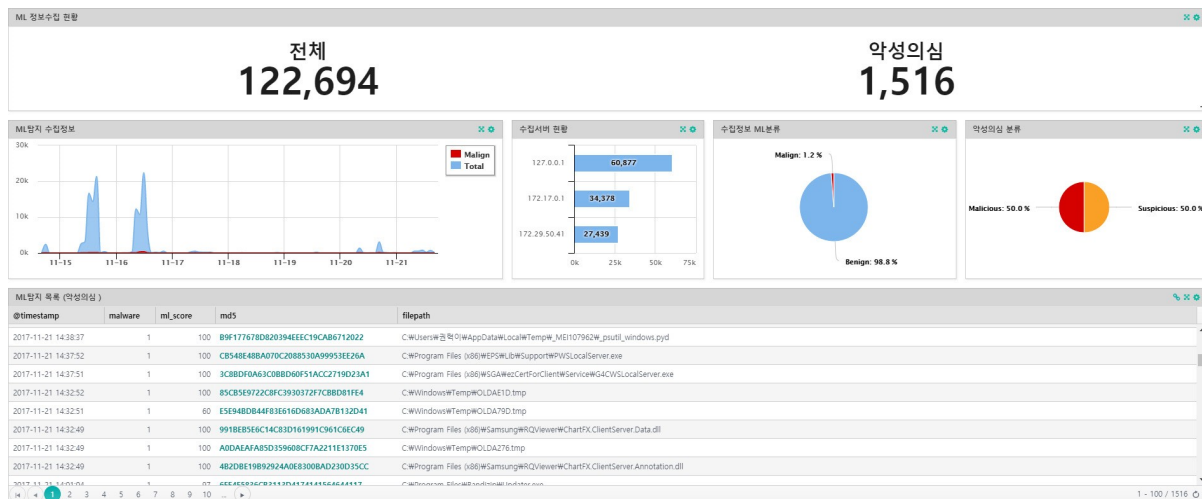 ML 정보수집 현황
전체
122,694
악성의심
1,516
ML탐지 수집정보
30k
20k
10k
0k
11-15
11-16
11-17
11-18
11-19
11-20
11-21
Malign
Total
수집서버 현황
127.0.0.1
60,877
172.17.0.1
34,378
172.29.50.41
27,439
0k
25k
50k
75k
수집정보 ML분류
Malign: 1.2 %
Benign: 98.8 %
악성의심 분류
Malicious: 50.0 %
Suspicious: 50.0 %
ML탐지 목록 (악성의심 )
@timestamp malware ml_score md5 filepath
2017-11-21 14:38:37 1 100 B9F177678D820394EEEC19CAB6712022 C:₩Users₩권혁이₩AppData₩Local₩Temp₩_MEI107962₩_psutil_windows.pyd
2017-11-21 14:37:52 1 100 CB548E48BA070C2088530A99953EE26A C:₩Program Files (x86)₩EPS₩Lib₩Support₩PWSLocalServer.exe
2017-11-21 14:37:51 1 100 3C8BDF0A63C0BBD60F51ACC2719D23A1 C:₩Program Files (x86)₩SGA₩ezCertForClient₩Service₩G4CWSLocalServer.exe
2017-11-21 14:32:52 1 100 85CB5E9722C8FC3930372F7CBBD81FE4 C:₩Windows₩Temp₩OLDAE1D.tmp
2017-11-21 14:32:51 1 60 E5E94BDB44F83E616D683ADA7B132D41 C:₩Windows₩Temp₩OLDA79D.tmp
2017-11-21 14:32:49 1 100 991BEB5E6C14C83D161991C961C6EC49 C:₩Program Files (x86)₩Samsung₩RQViewer₩ChartFX.ClientServer.Data.dll
2017-11-21 14:32:49 1 100 A0DAEAFA85D359608CF7A2211E1370E5 C:₩Windows₩Temp₩OLDA276.tmp
2017-11-21 14:32:49 1 100 4B2DBE19B92924A0E8300BAD230D35CC C:₩Program Files (x86)₩Samsung₩RQViewer₩ChartFX.ClientServer.Annotation.dll
2017-11-21 14:01:04 1 97
1 2 3 4 5 6 7 8 9 10 ...
1 - 100 / 1516